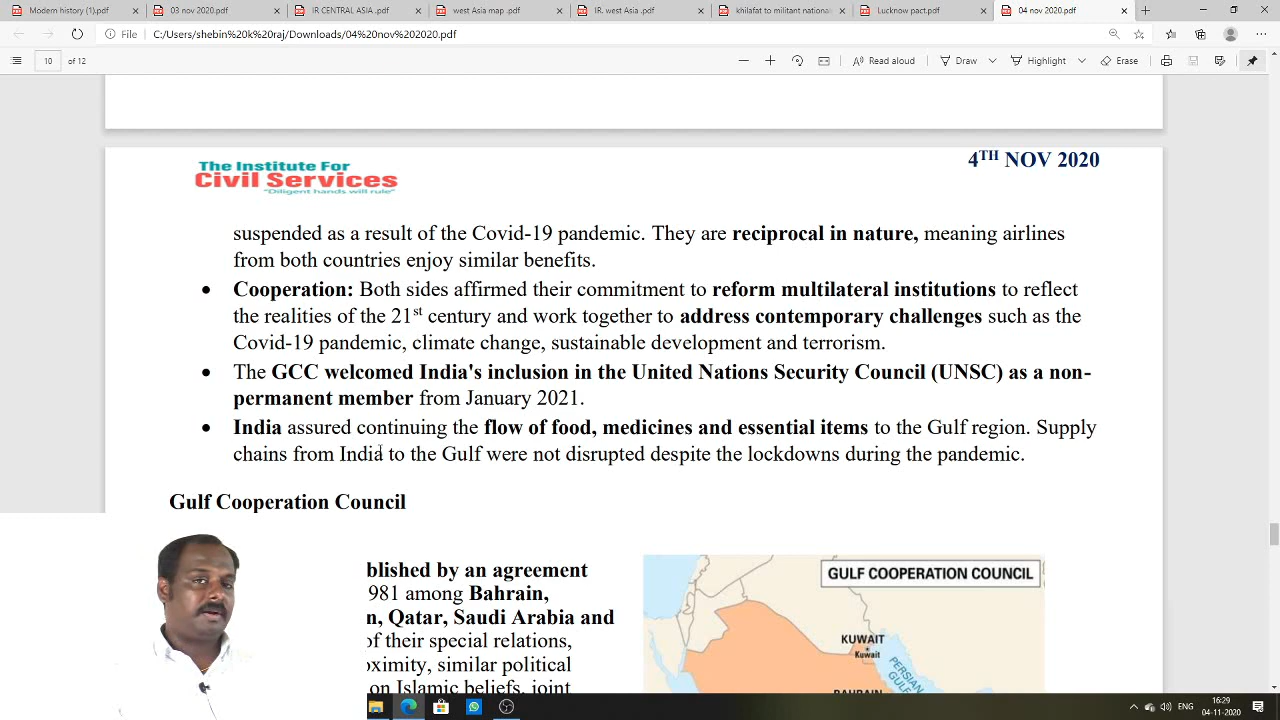 Modern history (1).pdf
03 nov 2020.pdf
IR CENTRAL ASIA .pdf
west Asia map .pdf
IR. west Asia .pdf
khilafat to militant national
Lucknow pact.pdf
04 nov 2020.pdf
File C:/Users/shebin%20k%20raj/Downloads/04%20nov%202020.pdf
10 of 12
Read aloud
Draw
Highlight
Erase
The Institute For
Civil Services
"Diligent hands will rule"
4TH NOV 2020
suspended as a result of the Covid-19 pandemic. They are reciprocal in nature, meaning airlines
from both countries enjoy similar benefits.
Cooperation: Both sides affirmed their commitment to reform multilateral institutions to reflect
the realities of the 21st century and work together to address contemporary challenges such as the
Covid-19 pandemic, climate change, sustainable development and terrorism.
The GCC welcomed India's inclusion in the United Nations Security Council (UNSC) as a non-
permanent member from January 2021.
India assured continuing the flow of food, medicines and essential items to the Gulf region. Supply
chains from India to the Gulf were not disrupted despite the lockdowns during the pandemic.
Gulf Cooperation Council
blished by an agreement
981 among Bahrain,
n, Qatar, Saudi Arabia and
of their special relations,
oximity, similar political
on Islamic beliefs, joint
GULF COOPERATION COUNCIL
KUWAIT
Kuwait
PERSIAN
GULF
BAHRAIN
ENG
16:29
04-11-2020